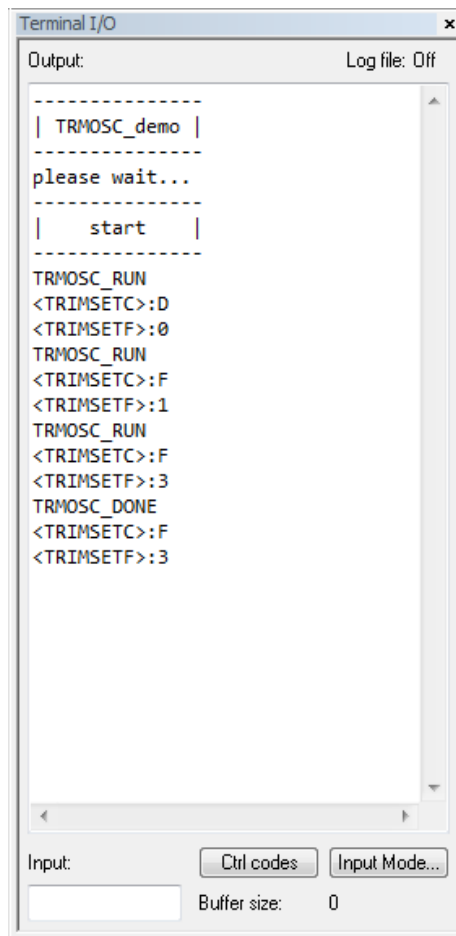 Terminal I/O x
Output: Log file: Off
---------------
| TRMOSC_demo |
---------------
please wait...
---------------
|    start    |
---------------
TRMOSC_RUN
<TRIMSETC>:D
<TRIMSETF>:0
TRMOSC_RUN
<TRIMSETC>:F
<TRIMSETF>:1
TRMOSC_RUN
<TRIMSETC>:F
<TRIMSETF>:3
TRMOSC_DONE
<TRIMSETC>:F
<TRIMSETF>:3
Input: Ctrl codes Input Mode...
Buffer size: 0